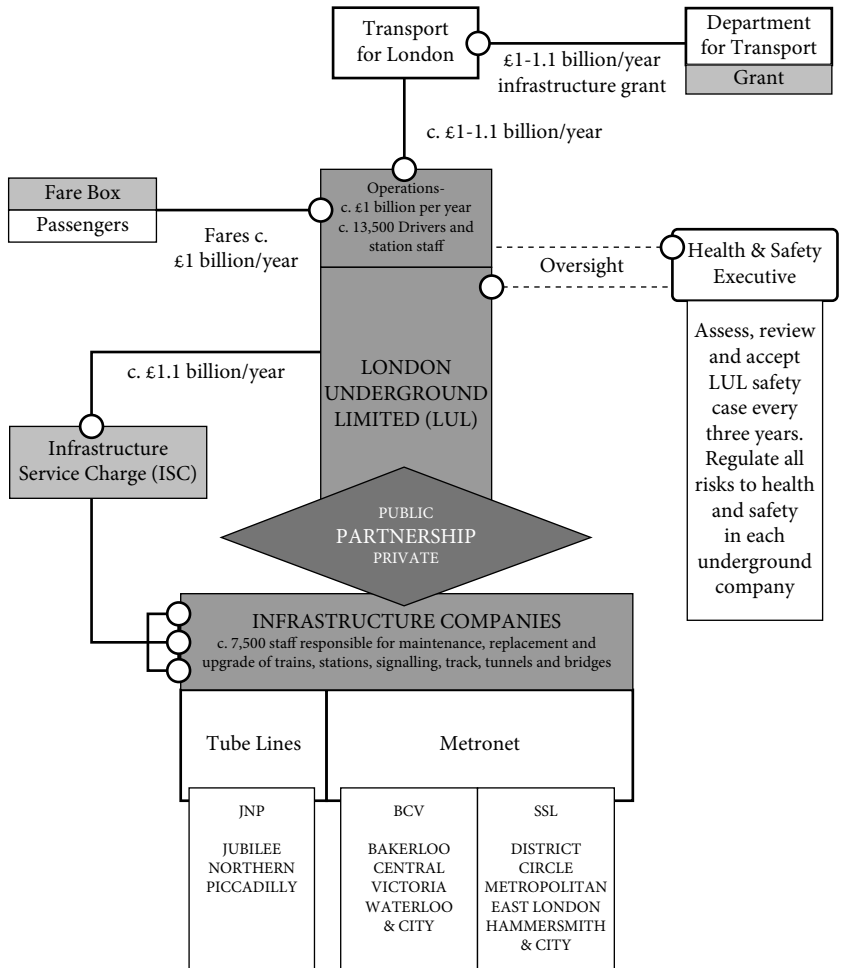 Transport
for London
Department
for Transport
Grant
£1-1.1 billion/year
infrastructure grant
c. £1-1.1 billion/year
Fare Box
Passengers
Fares c.
£1 billion/year
Operations-
c. £1 billion per year
c. 13,500 Drivers and
station staff
Oversight
Health & Safety
Executive
Assess, review
and accept
LUL safety
case every
three years.
Regulate all
risks to health
and safety
in each
underground
company
c. £1.1 billion/year
LONDON
UNDERGROUND
LIMITED (LUL)
Infrastructure
Service Charge (ISC)
PUBLIC
PARTNERSHIP
PRIVATE
INFRASTRUCTURE COMPANIES
c. 7,500 staff responsible for maintenance, replacement and
upgrade of trains, stations, signalling, track, tunnels and bridges
Tube Lines
Metronet
JNP
JUBILEE
NORTHERN
PICCADILLY
BCV
BAKERLOO
CENTRAL
VICTORIA
WATERLOO
& CITY
SSL
DISTRICT
CIRCLE
METROPOLITAN
EAST LONDON
HAMMERSMITH
& CITY